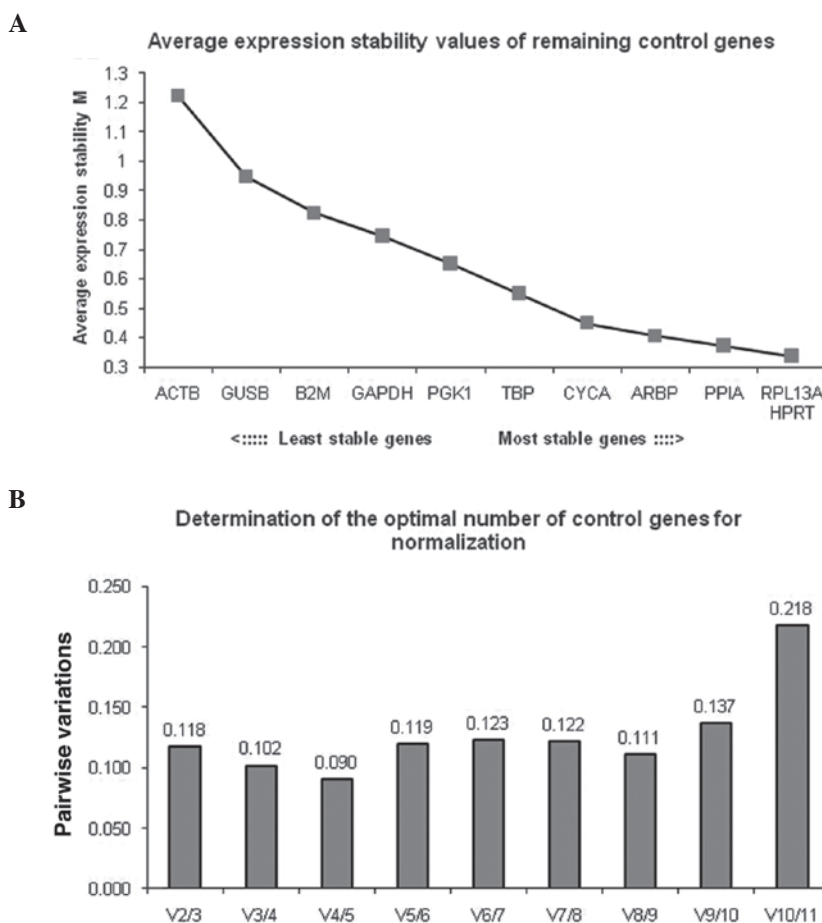 A
Average expression stability values of remaining control genes
Average expression stability M
1.3
1.2
1.1
1
0.9
0.8
0.7
0.6
0.5
0.4
0.3
ACTB GUSB B2M GAPDH PGK1 TBP CYCA ARBP PPIA RPL13A
HPRT
<::::: Least stable genes Most stable genes ::::>
B
Determination of the optimal number of control genes for
normalization
Pairwise variations
0.250
0.200
0.150
0.100
0.050
0.000
0.118
0.102
0.090
0.119
0.123
0.122
0.111
0.137
0.218
V2/3 V3/4 V4/5 V5/6 V6/7 V7/8 V8/9 V9/10 V10/11